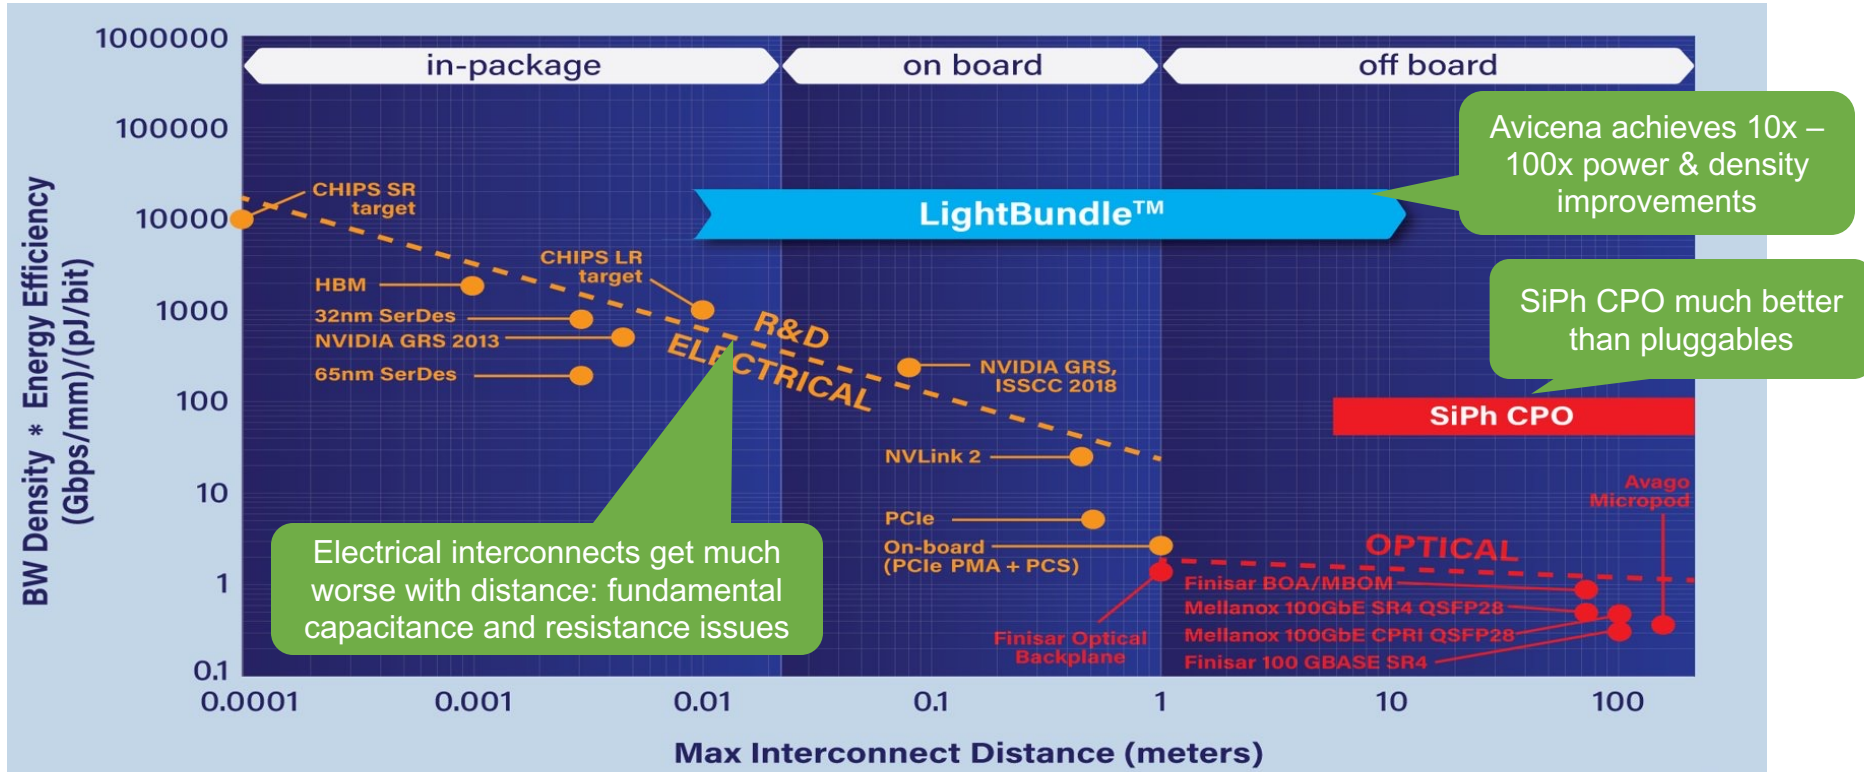 1000000
100000
10000
1000
100
10
1
0.1
BW Density * Energy Efficiency
(Gbps/mm)/(pJ/bit)
in-package
on board
off board
Avicena achieves 10x –
100x power & density
improvements
CHIPS SR
target
LightBundle™
CHIPS LR
target
HBM
32nm SerDes
NVIDIA GRS 2013
65nm SerDes
R&D
ELECTRICAL
SiPh CPO much better
than pluggables
NVIDIA GRS,
ISSCC 2018
SiPh CPO
NVLink 2
Avago
Micropod
PCIe
On-board
(PCIe PMA + PCS)
OPTICAL
Electrical interconnects get much
worse with distance: fundamental
capacitance and resistance issues
Finisar BOA/MBOM
Mellanox 100GbE SR4 QSFP28
Mellanox 100GbE CPRI QSFP28
Finisar 100 GBASE SR4
Finisar Optical
Backplane
0.0001
0.001
0.01
0.1
1
10
100
Max Interconnect Distance (meters)